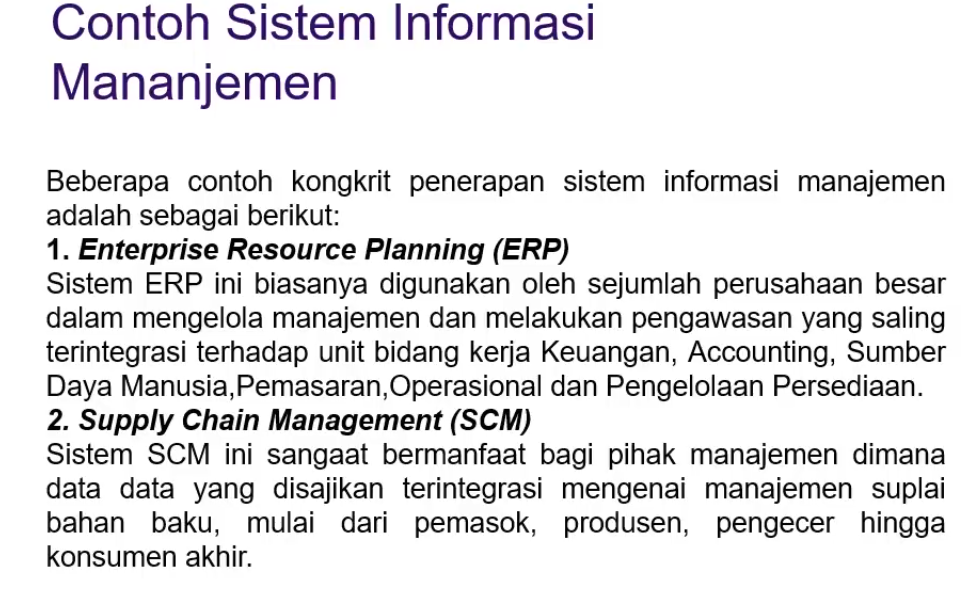 Contoh Sistem Informasi
Mananjemen
Beberapa contoh kongkrit penerapan sistem informasi manajemen
adalah sebagai berikut:
1. Enterprise Resource Planning (ERP)
Sistem ERP ini biasanya digunakan oleh sejumlah perusahaan besar
dalam mengelola manajemen dan melakukan pengawasan yang saling
terintegrasi terhadap unit bidang kerja Keuangan, Accounting, Sumber
Daya Manusia,Pemasaran,Operasional dan Pengelolaan Persediaan.
2. Supply Chain Management (SCM)
Sistem SCM ini sangaat bermanfaat bagi pihak manajemen dimana
data data yang disajikan terintegrasi mengenai manajemen suplai
bahan baku, mulai dari pemasok, produsen, pengecer hingga
konsumen akhir.